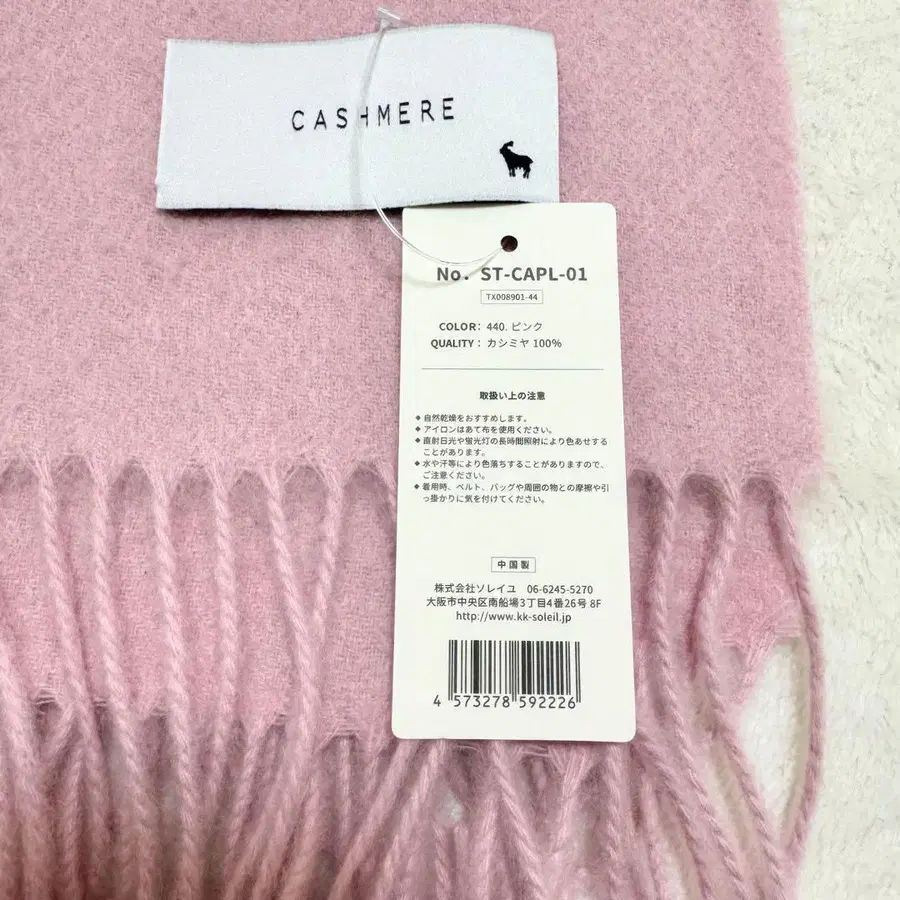 CASHMERE
No. ST-CAPL-01
TX008901-44
COLOR: 440. ピンク
QUALITY: カシミヤ 100%
取扱い上の注意
◆ 自然乾燥をおすすめします。
◆ アイロンはあて布を使用ください。
◆ 直射日光や蛍光灯の長時間照射により色あせする
ことがあります。
◆ 水や汗等により色落ちすることがありますので、
ご注意ください。
◆ 着用時、ベルト、バッグや周囲の物との摩擦や引
っ掛かりに気を付けてください。
中国製
株式会社ソレイユ 06-6245-5270
大阪市中央区南船場3丁目4番26号 8F
http://www.kk-soleil.jp
4 573278 592226